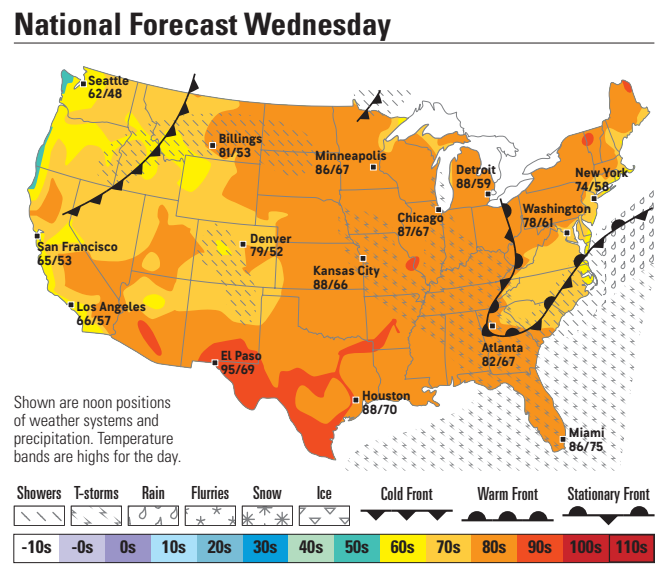 National Forecast Wednesday
Seattle
62/48
Billings
81/53
Minneapolis
86/67
Detroit
88/59
New York
74/58
Chicago
87/67
Washington
78/61
San Francisco
65/53
Denver
79/52
Kansas City
88/66
Los Angeles
66/57
Atlanta
82/67
El Paso
95/69
Houston
88/70
Miami
86/75
Shown are noon positions
of weather systems and
precipitation. Temperature
bands are highs for the day.
Showers T-storms Rain Flurries Snow Ice Cold Front Warm Front Stationary Front
-10s -0s 0s 10s 20s 30s 40s 50s 60s 70s 80s 90s 100s 110s